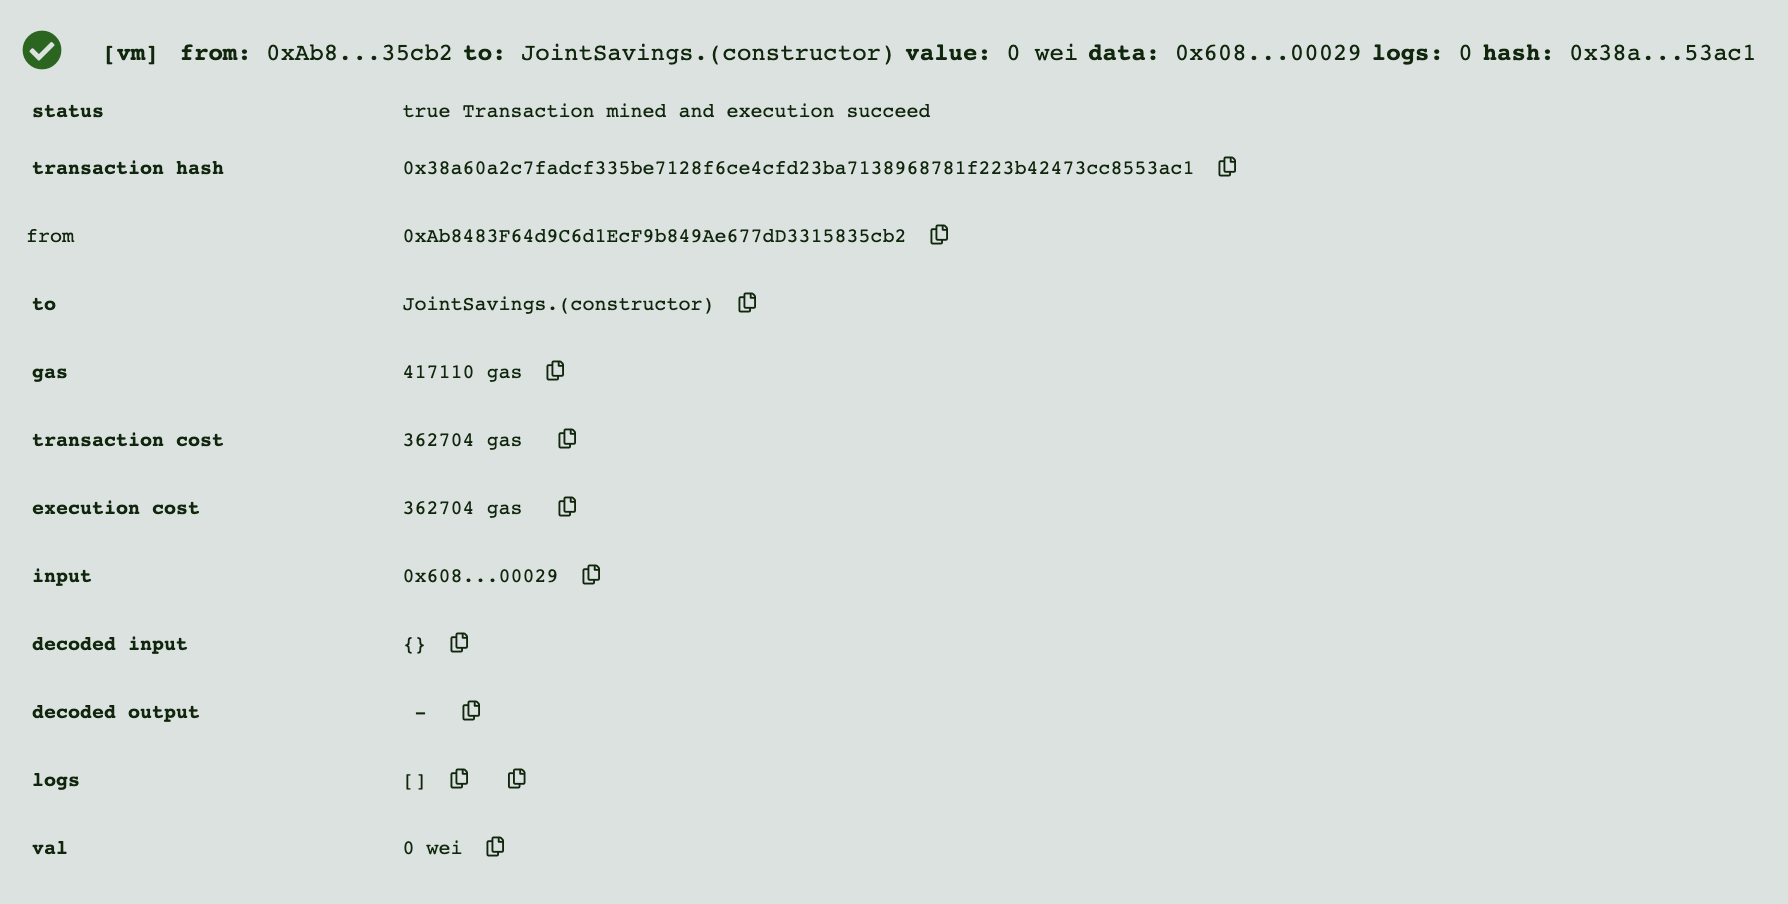 [vm] from: 0xAb8...35cb2 to: JointSavings.(constructor) value: 0 wei data: 0x608...00029 logs: 0 hash: 0x38a...53ac1
status true Transaction mined and execution succeed
transaction hash 0x38a60a2c7fadcf335be7128f6ce4cfd23ba7138968781f223b42473cc8553ac1
from 0xAb8483F64d9C6d1EcF9b849Ae677dD3315835cb2
to JointSavings.(constructor)
gas 417110 gas
transaction cost 362704 gas
execution cost 362704 gas
input 0x608...00029
decoded input {}
decoded output -
logs []
val 0 wei